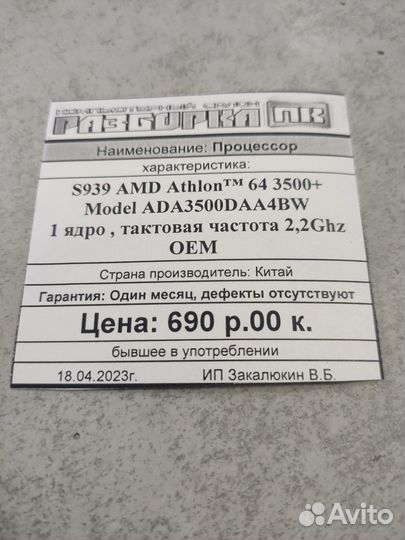 КОМПЬЮТЕРНЫЙ САЛОН
РАЗБОРКА ПК
Наименование: Процессор
характеристика:
S939 AMD Athlon™ 64 3500+
Model ADA3500DAA4BW
1 ядро , тактовая частота 2,2Ghz
OEM
Страна производитель: Китай
Гарантия: Один месяц, дефекты отсутствуют
Цена: 690 р.00 к.
бывшее в употреблении
18.04.2023г. ИП Закалюкин В.Б.
Avito